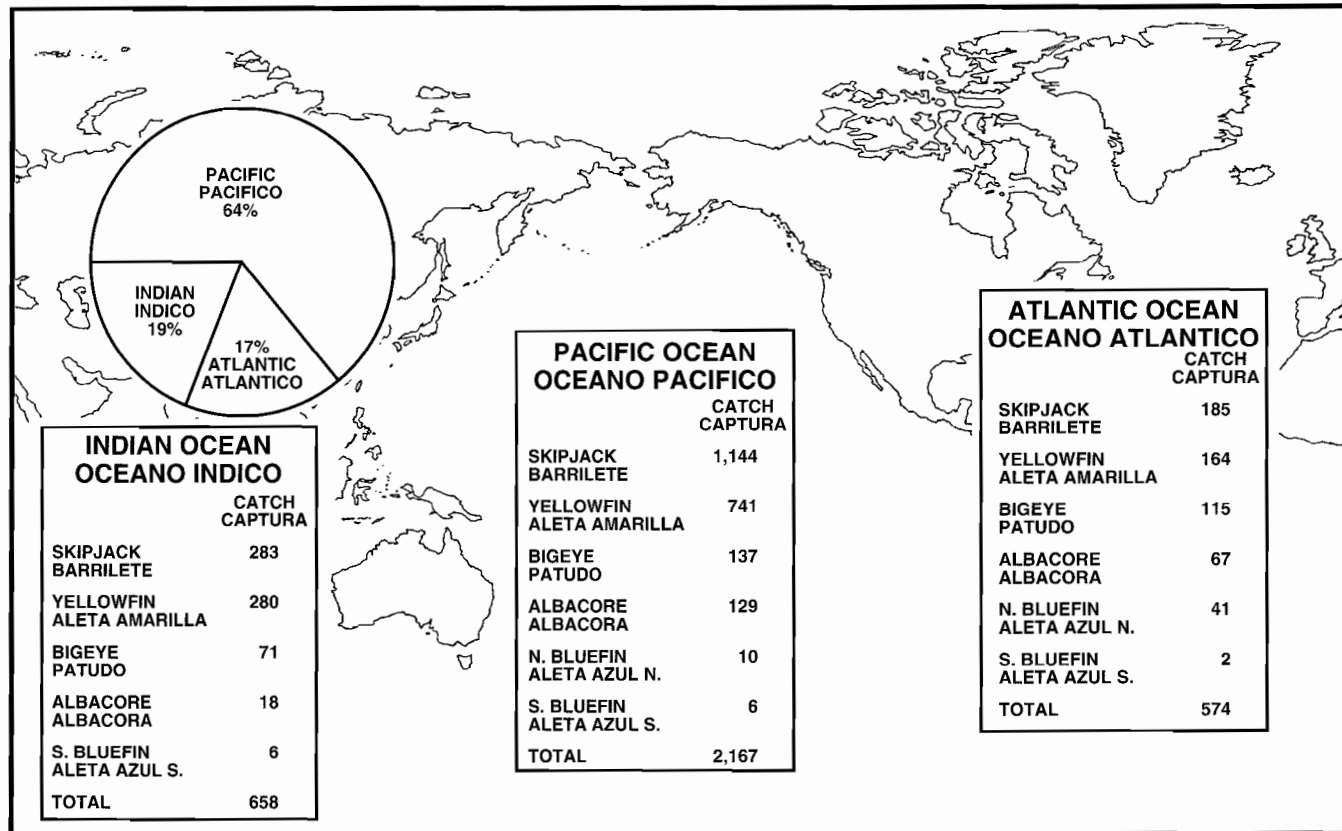 PACIFIC
PACIFICO
64%
INDIAN
INDICO
19%
17%
ATLANTIC
ATLANTICO
INDIAN OCEAN
OCEANO INDICO
CATCH
CAPTURA
SKIPJACK 283
BARRILETE
YELLOWFIN 280
ALETA AMARILLA
BIGEYE 71
PATUDO
ALBACORE 18
ALBACORA
S. BLUEFIN 6
ALETA AZUL S.
TOTAL 658
PACIFIC OCEAN
OCEANO PACIFICO
CATCH
CAPTURA
SKIPJACK 1,144
BARRILETE
YELLOWFIN 741
ALETA AMARILLA
BIGEYE 137
PATUDO
ALBACORE 129
ALBACORA
N. BLUEFIN 10
ALETA AZUL N.
S. BLUEFIN 6
ALETA AZUL S.
TOTAL 2,167
ATLANTIC OCEAN
OCEANO ATLANTICO
CATCH
CAPTURA
SKIPJACK 185
BARRILETE
YELLOWFIN 164
ALETA AMARILLA
BIGEYE 115
PATUDO
ALBACORE 67
ALBACORA
N. BLUEFIN 41
ALETA AZUL N.
S. BLUEFIN 2
ALETA AZUL S.
TOTAL 574